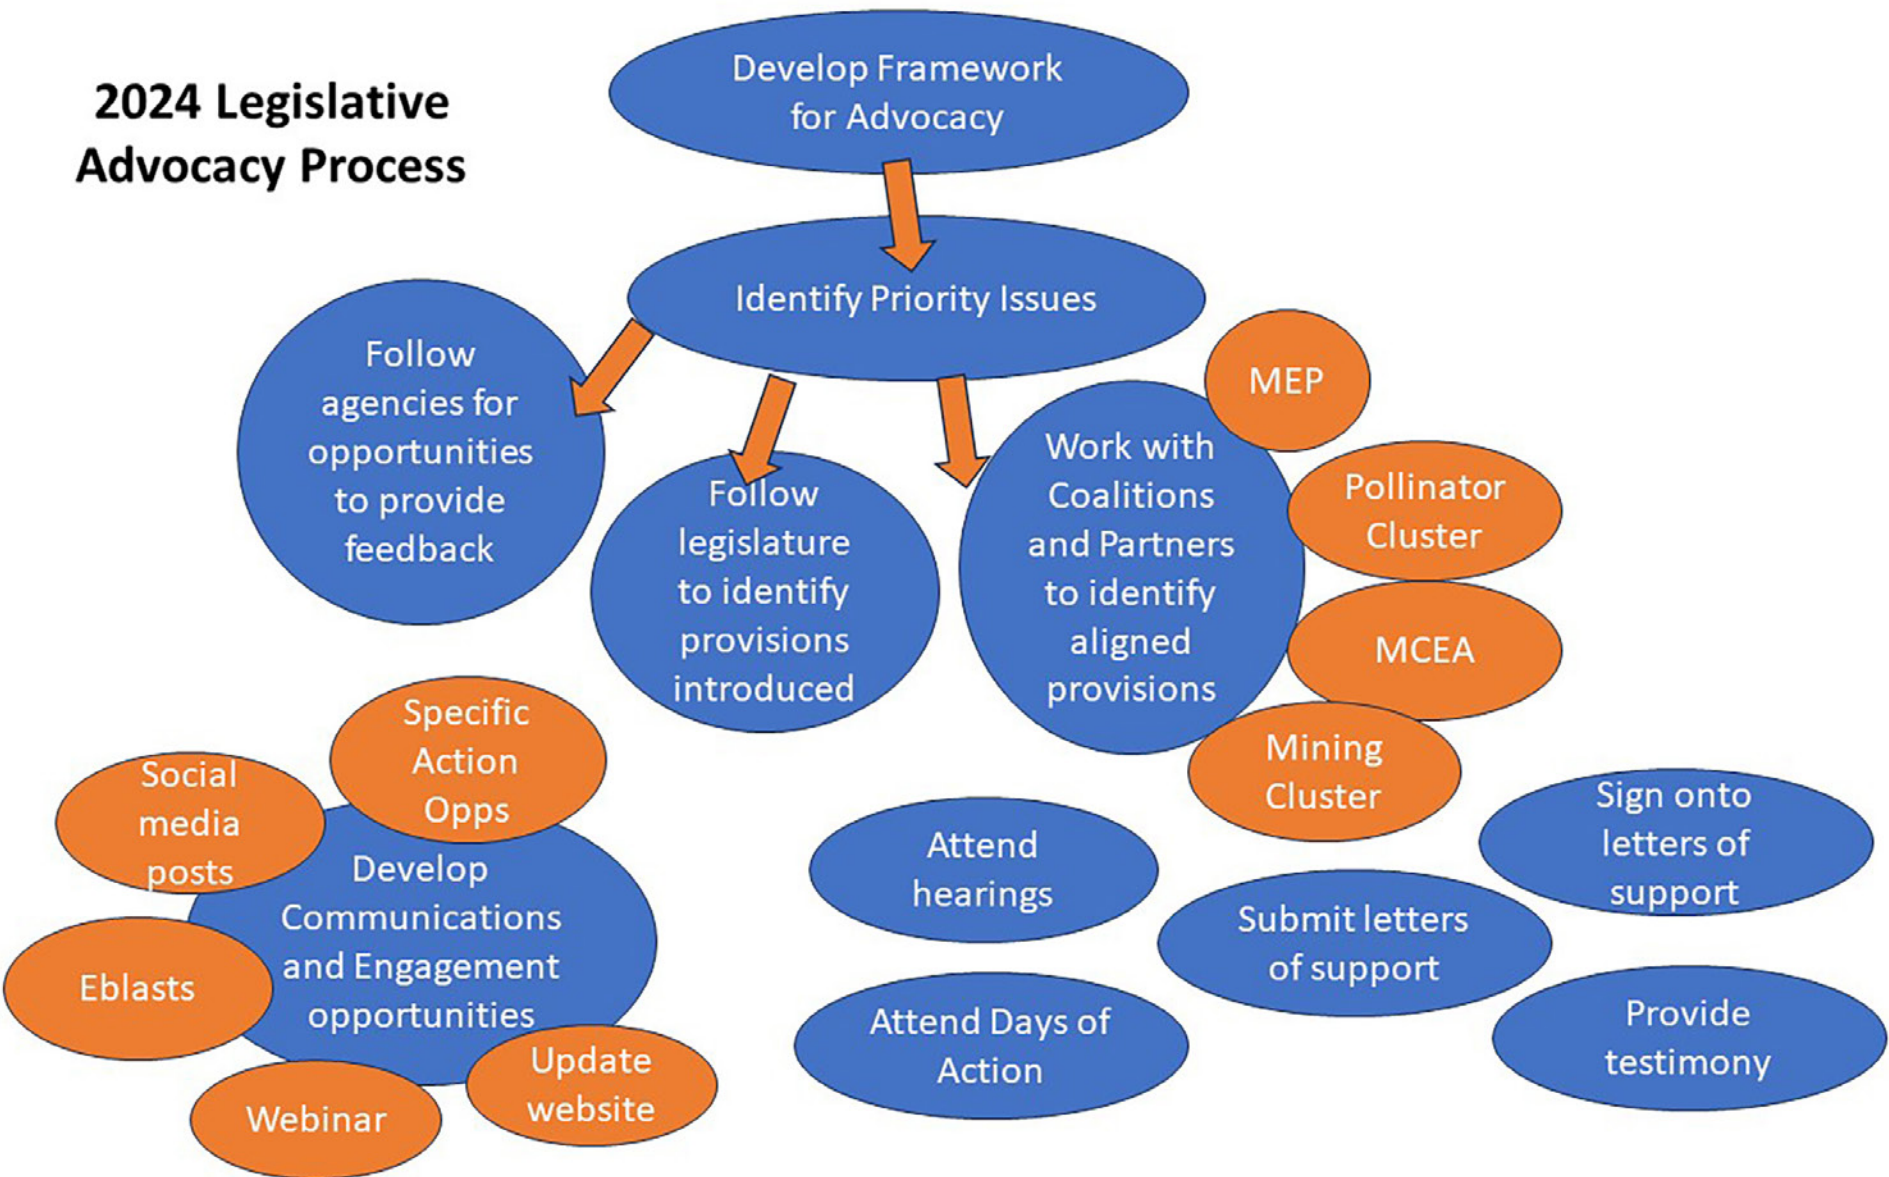 2024 Legislative
Advocacy Process
Develop Framework
for Advocacy
Identify Priority Issues
Follow
agencies for
opportunities
to provide
feedback
Follow
legislature
to identify
provisions
introduced
Work with
Coalitions
and Partners
to identify
aligned
provisions
MEP
Pollinator
Cluster
MCEA
Mining
Cluster
Specific
Action
Opps
Social
media
posts
Develop
Communications
and Engagement
opportunities
Eblasts
Webinar
Update
website
Attend
hearings
Attend Days of
Action
Submit letters
of support
Sign onto
letters of
support
Provide
testimony